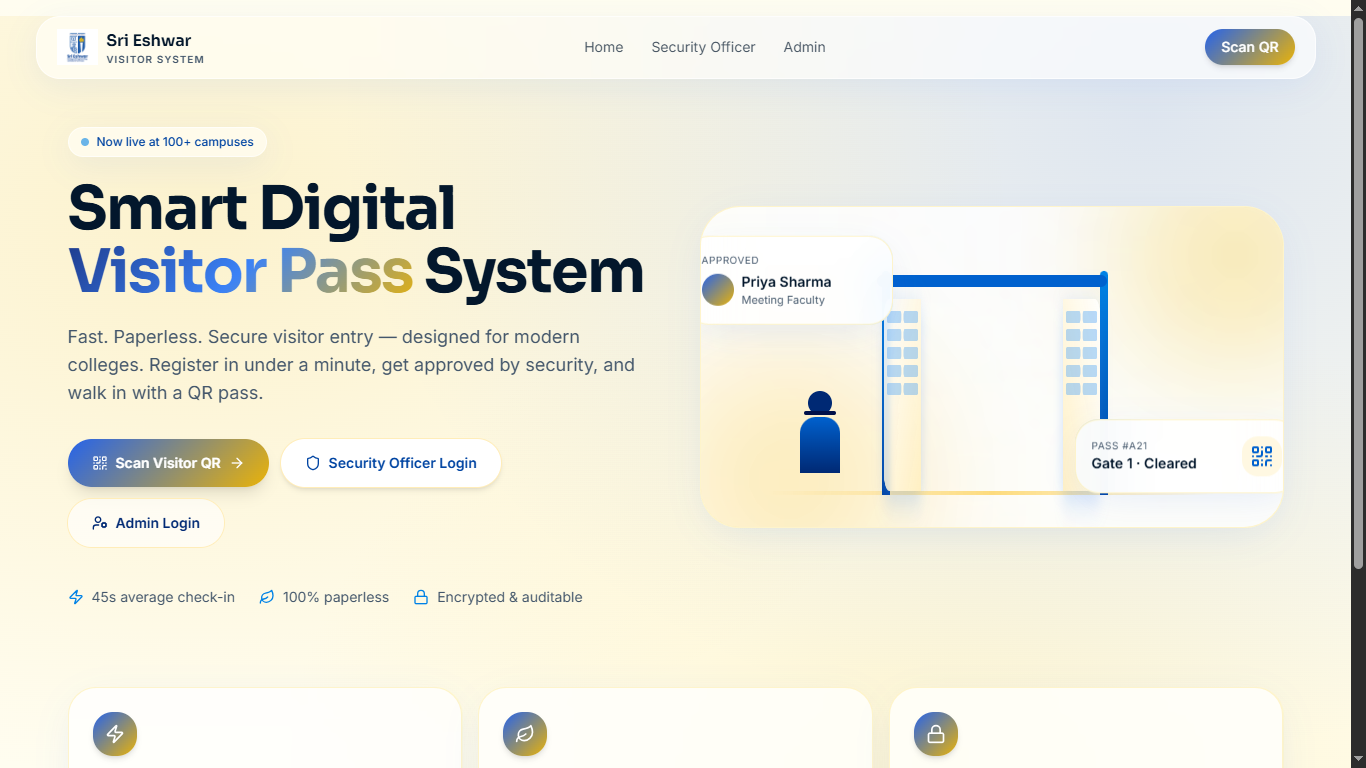 Sri Eshwar
VISITOR SYSTEM
Home
Security Officer
Admin
Scan QR
Now live at 100+ campuses
Smart Digital
Visitor Pass System
Fast. Paperless. Secure visitor entry — designed for modern
colleges. Register in under a minute, get approved by security, and
walk in with a QR pass.
Scan Visitor QR
Security Officer Login
Admin Login
45s average check-in
100% paperless
Encrypted & auditable
APPROVED
Priya Sharma
Meeting Faculty
PASS #A21
Gate 1 · Cleared